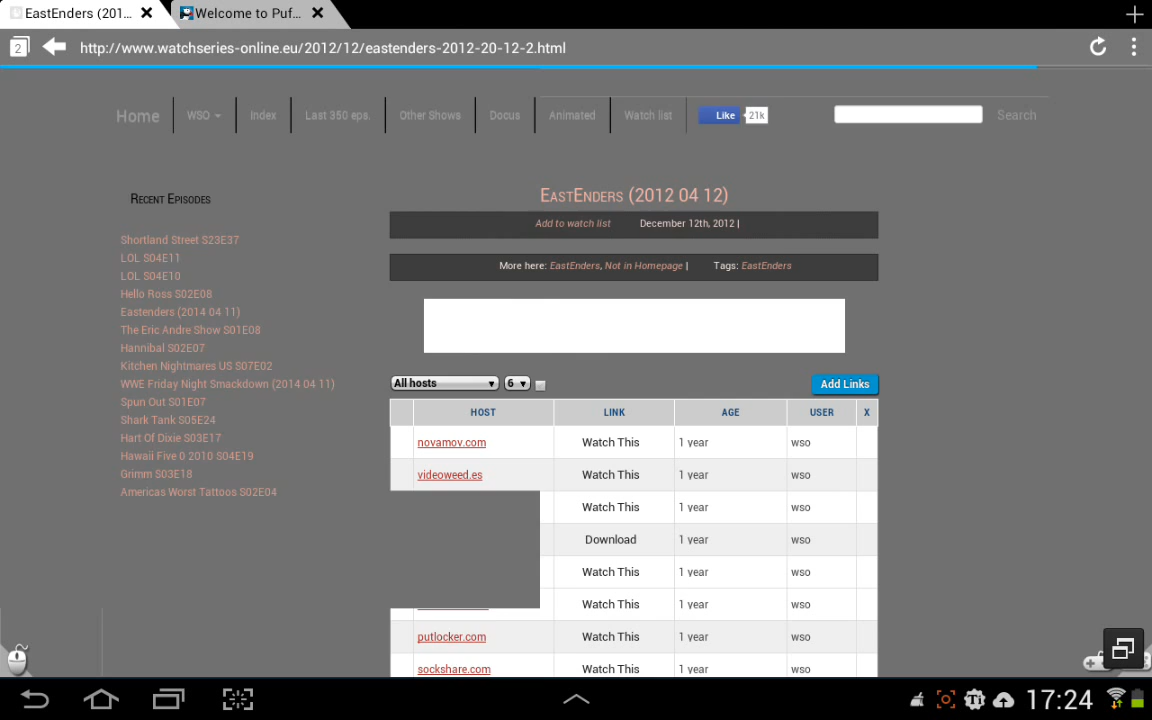 EastEnders (201... Welcome to Puf...
2 http://www.watchseries-online.eu/2012/12/eastenders-2012-20-12-2.html
Home WSO Index Last 350 eps. Other Shows Docus Animated Watch list Like 21k Search
Recent Episodes
Shortland Street S23E37
LOL S04E11
LOL S04E10
Hello Ross S02E08
Eastenders (2014 04 11)
The Eric Andre Show S01E08
Hannibal S02E07
Kitchen Nightmares US S07E02
WWE Friday Night Smackdown (2014 04 11)
Spun Out S01E07
Shark Tank S05E24
Hart Of Dixie S03E17
Hawaii Five 0 2010 S04E19
Grimm S03E18
Americas Worst Tattoos S02E04
EastEnders (2012 04 12)
Add to watch list December 12th, 2012 |
More here: EastEnders, Not in Homepage | Tags: EastEnders
All hosts 6 Add Links
HOST LINK AGE USER X
novamov.com Watch This 1 year wso
videoweed.es Watch This 1 year wso
Watch This 1 year wso
Download 1 year wso
Watch This 1 year wso
Watch This 1 year wso
putlocker.com Watch This 1 year wso
sockshare.com Watch This 1 year wso
17:24